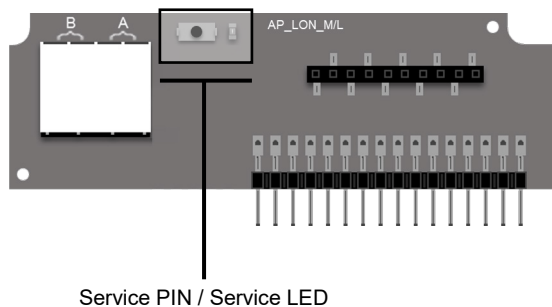 B A
AP_LON_M/L
Service PIN / Service LED